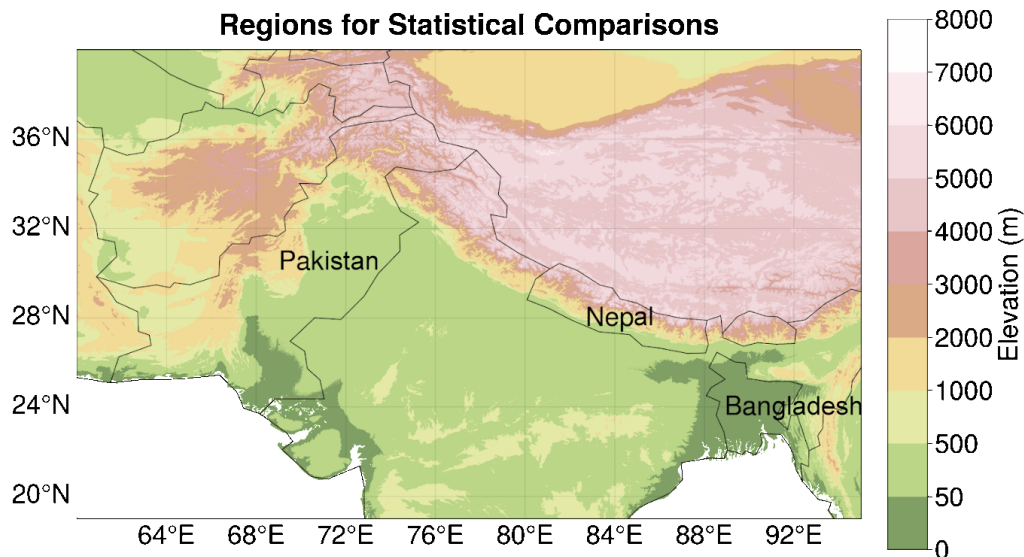 Regions for Statistical Comparisons
8000
7000
6000
5000
4000
3000
2000
1000
500
50
0
Elevation (m)
36°N
32°N
28°N
24°N
20°N
Pakistan
Nepal
Bangladesh
64°E 68°E 72°E 76°E 80°E 84°E 88°E 92°E